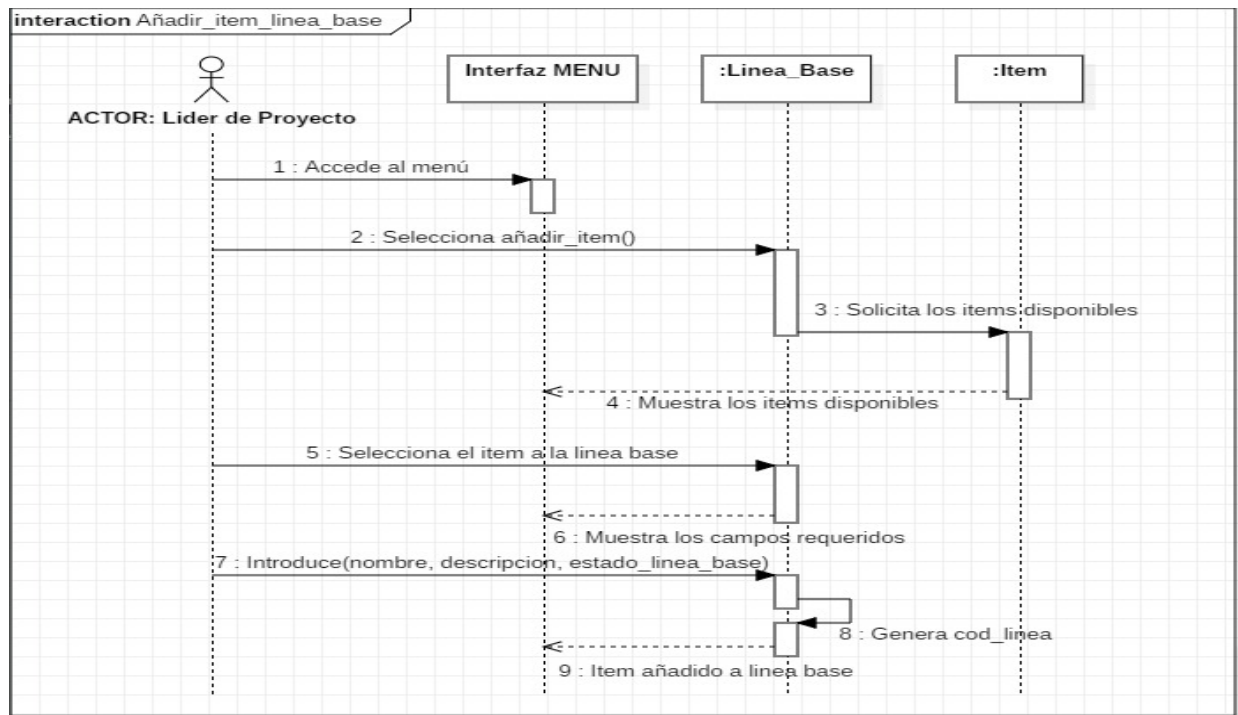 interaction Añadir_item_linea_base
Interfaz MENU
:Linea_Base
:Item
ACTOR: Lider de Proyecto
1 : Accede al menú
2 : Selecciona añadir_item()
3 : Solicita los items disponibles
4 : Muestra los items disponibles
5 : Selecciona el item a la linea base
6 : Muestra los campos requeridos
7 : Introduce(nombre, descripcion, estado_linea_base)
8 : Genera cod_linea
9 : Item añadido a linea base